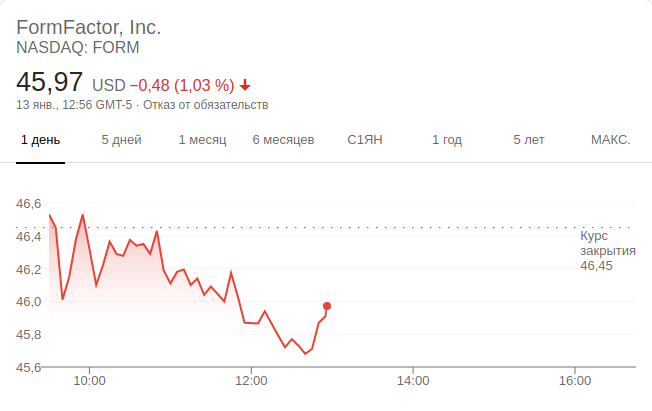 FormFactor, Inc.
NASDAQ: FORM
45,97 USD −0,48 (1,03 %)
13 янв., 12:56 GMT-5 · Отказ от обязательств
1 день 5 дней 1 месяц 6 месяцев С1ЯН 1 год 5 лет МАКС.
46,6
46,4
46,2
46,0
45,8
45,6
Курс
закрытия
46,45
10:00 12:00 14:00 16:00